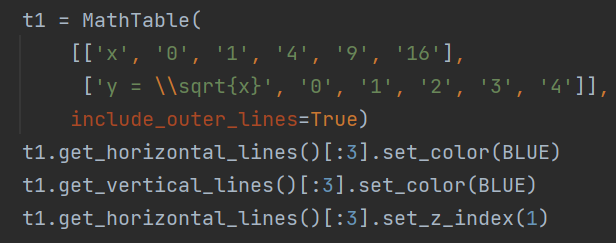 t1 = MathTable(
    [['x', '0', '1', '4', '9', '16'],
     ['y = \\sqrt{x}', '0', '1', '2', '3', '4']],
    include_outer_lines=True)
t1.get_horizontal_lines()[:3].set_color(BLUE)
t1.get_vertical_lines()[:3].set_color(BLUE)
t1.get_horizontal_lines()[:3].set_z_index(1)